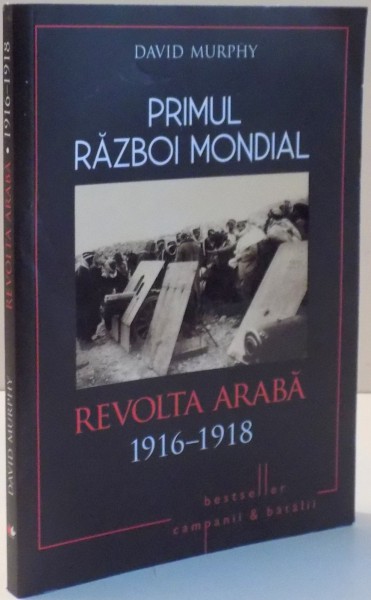 DAVID MURPHY
PRIMUL
RĂZBOI MONDIAL
REVOLTA ARABĂ
1916–1918
bestseller
campanii & bătălii
DAVID MURPHY REVOLTA ARABĂ • 1916–1918